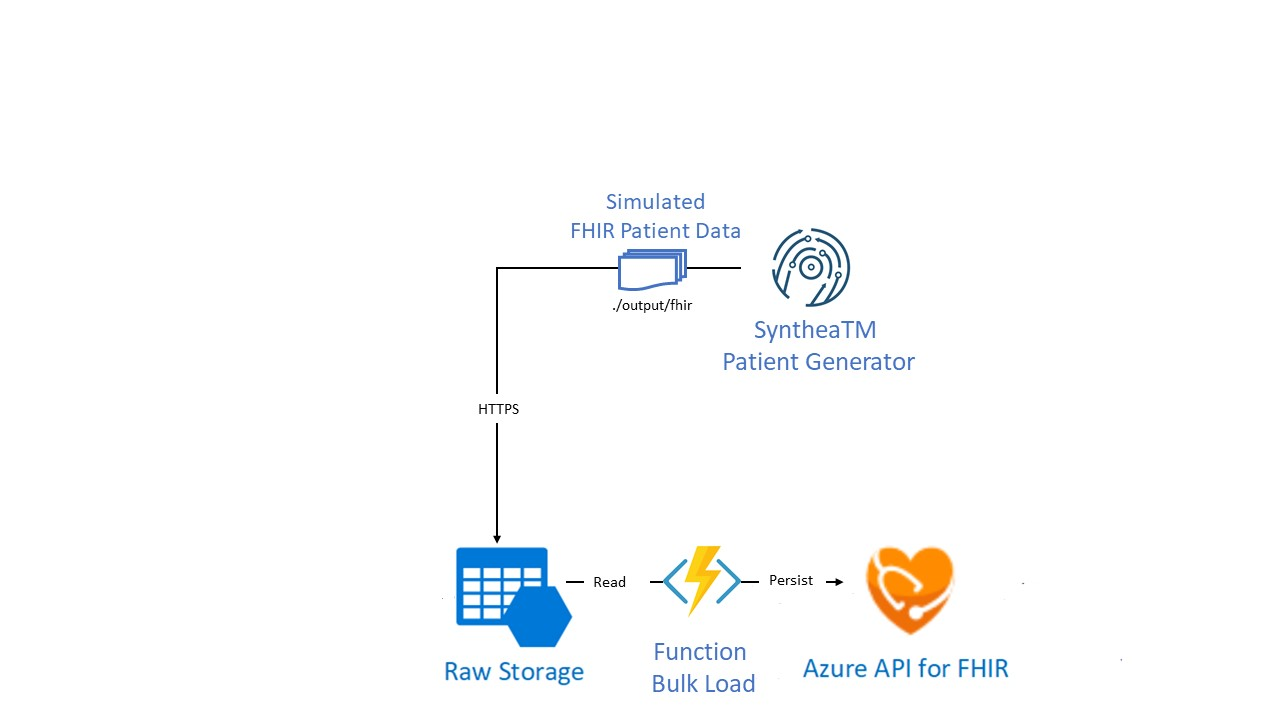 Simulated
FHIR Patient Data
./output/fhir
SyntheaTM
Patient Generator
HTTPS
Read
Persist
Raw Storage
Function
Bulk Load
Azure API for FHIR